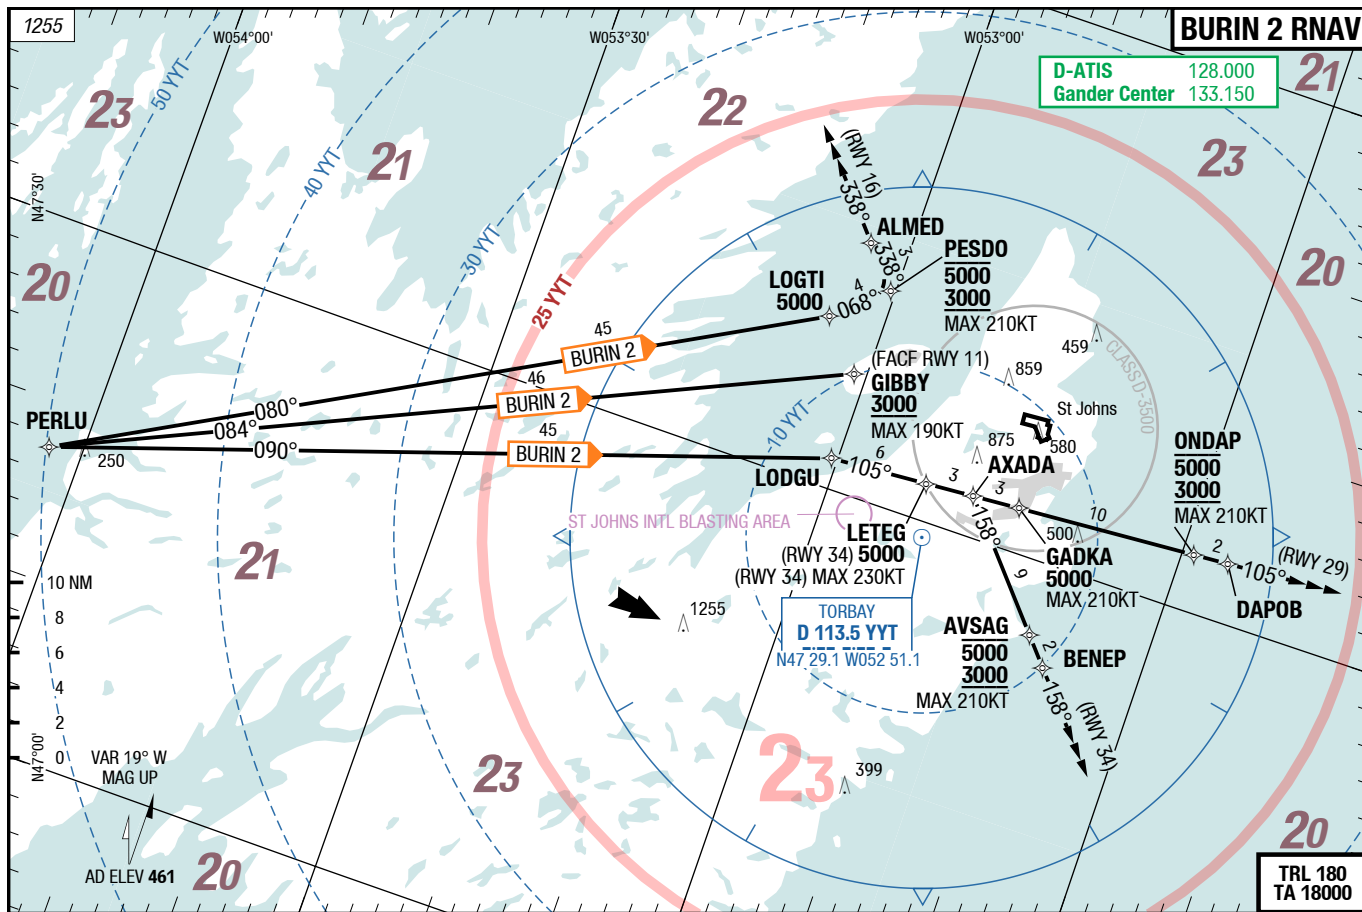 1255
W054°00'
W053°30'
W053°00'
BURIN 2 RNAV
D-ATIS 128.000
Gander Center 133.150
21
23
22
50 YYT
21
40 YYT
23
N47°30'
30 YYT
20
25 YYT
(RWY 16)
338°
ALMED
338°
3
PESDO
5000
3000
MAX 210KT
LOGTI
5000
4
068°
20
45
BURIN 2
46
BURIN 2
(FACF RWY 11)
GIBBY
3000
MAX 190KT
459
CLASS D-3500
859
St Johns
580
875
PERLU
080°
084°
090°
250
45
BURIN 2
10 YYT
6
105°
LODGU
3
AXADA
3
ONDAP
5000
3000
MAX 210KT
ST JOHNS INTL BLASTING AREA
LETEG
(RWY 34) 5000
(RWY 34) MAX 230KT
158°
500
10
GADKA
5000
MAX 210KT
2
105°
(RWY 29)
DAPOB
21
10 NM
8
6
4
2
0
1255
TORBAY
D 113.5 YYT
N47 29.1 W052 51.1
9
AVSAG
5000
3000
MAX 210KT
2
BENEP
158°
(RWY 34)
N47°00'
VAR 19° W
MAG UP
23
23
399
20
AD ELEV 461
20
TRL 180
TA 18000